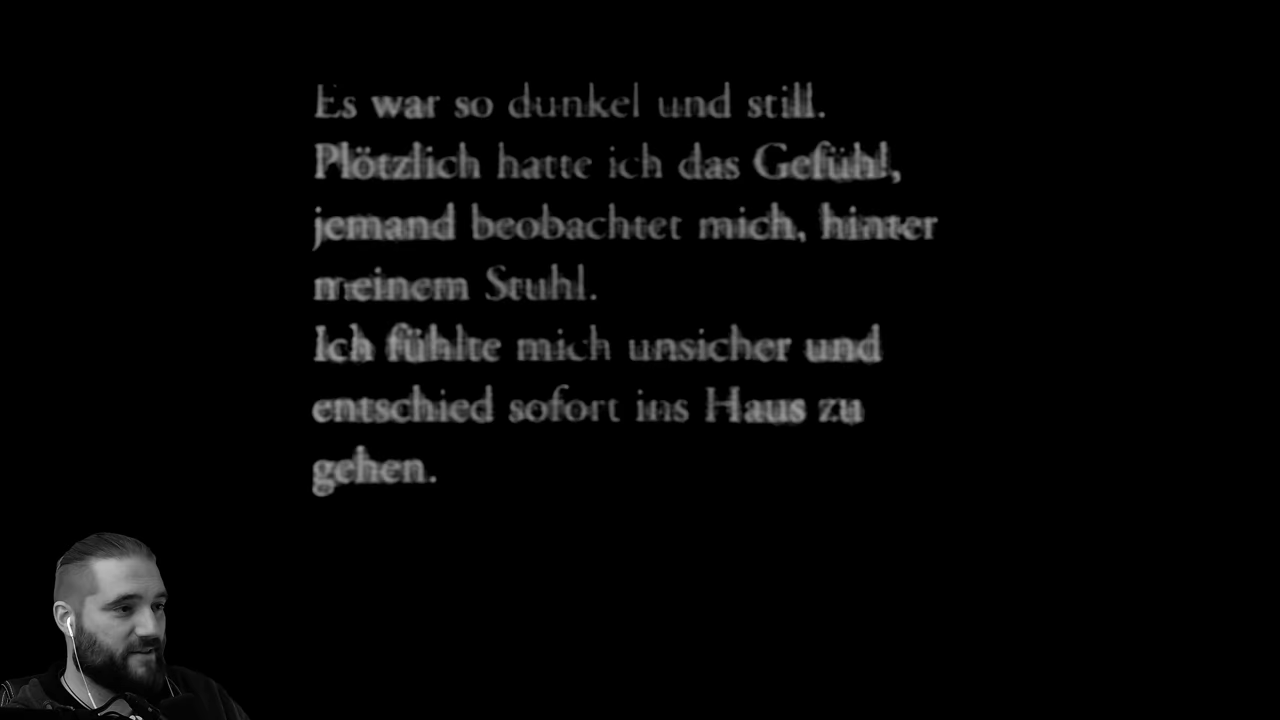 Es war so dunkel und still.
Plötzlich hatte ich das Gefühl,
jemand beobachtet mich, hinter
meinem Stuhl.
Ich fühlte mich unsicher und
entschied sofort ins Haus zu
gehen.